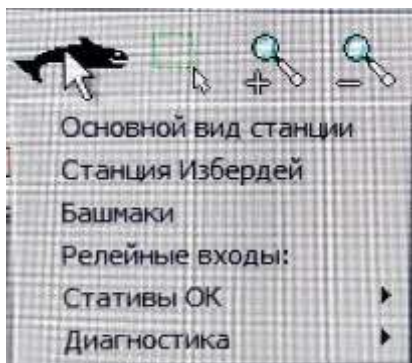 Основной вид станции
Станция Избердей
Башмаки
Релейные входы:
Стативы ОК
Диагностика